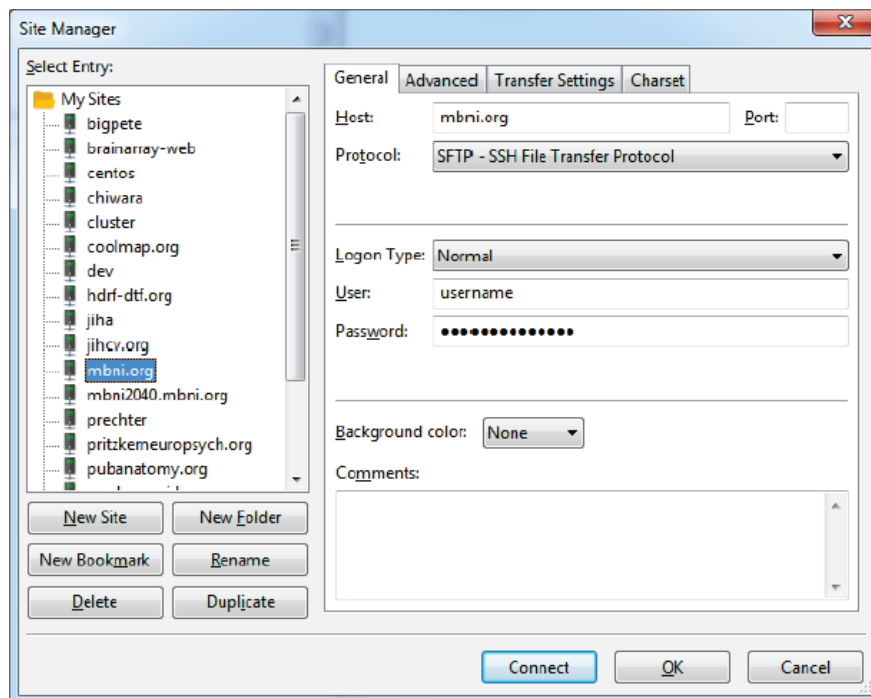 Site Manager
Select Entry:
My Sites
bigpete
brainarray-web
centos
chiwara
cluster
coolmap.org
dev
hdrf-dtf.org
jiha
jihcv.org
mbni.org
mbni2040.mbni.org
prechter
pritzkerneuropsych.org
pubanatomy.org
New Site New Folder
New Bookmark Rename
Delete Duplicate
General Advanced Transfer Settings Charset
Host: mbni.org Port:
Protocol: SFTP - SSH File Transfer Protocol
Logon Type: Normal
User: username
Password: ●●●●●●●●●●●●●●
Background color: None
Comments:
Connect OK Cancel